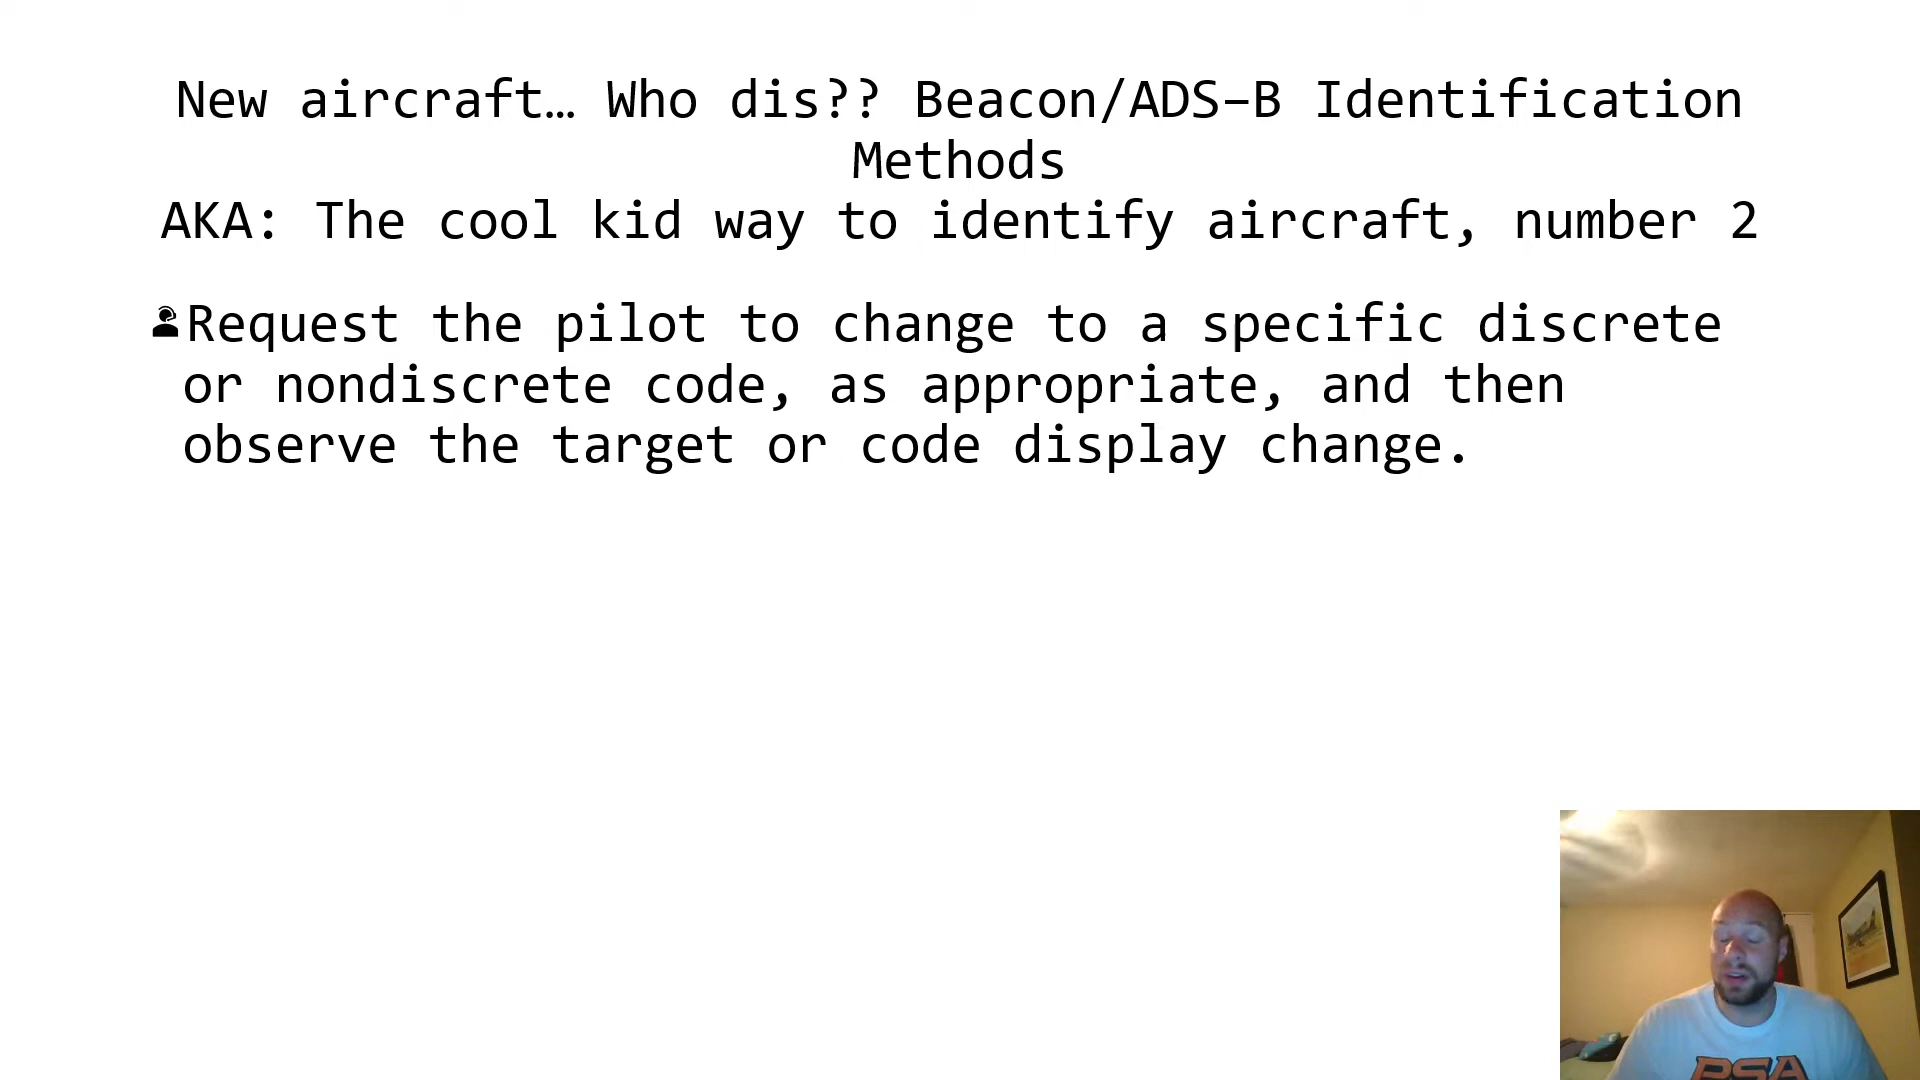 New aircraft… Who dis?? Beacon/ADS–B Identification
Methods
AKA: The cool kid way to identify aircraft, number 2
Request the pilot to change to a specific discrete
or nondiscrete code, as appropriate, and then
observe the target or code display change.
PSA